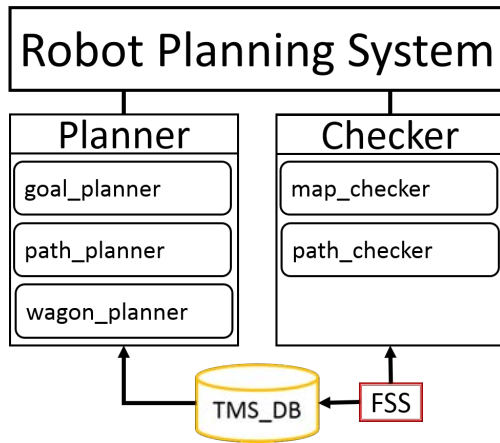 Robot Planning System
Planner
goal_planner
path_planner
wagon_planner
Checker
map_checker
path_checker
TMS_DB
FSS